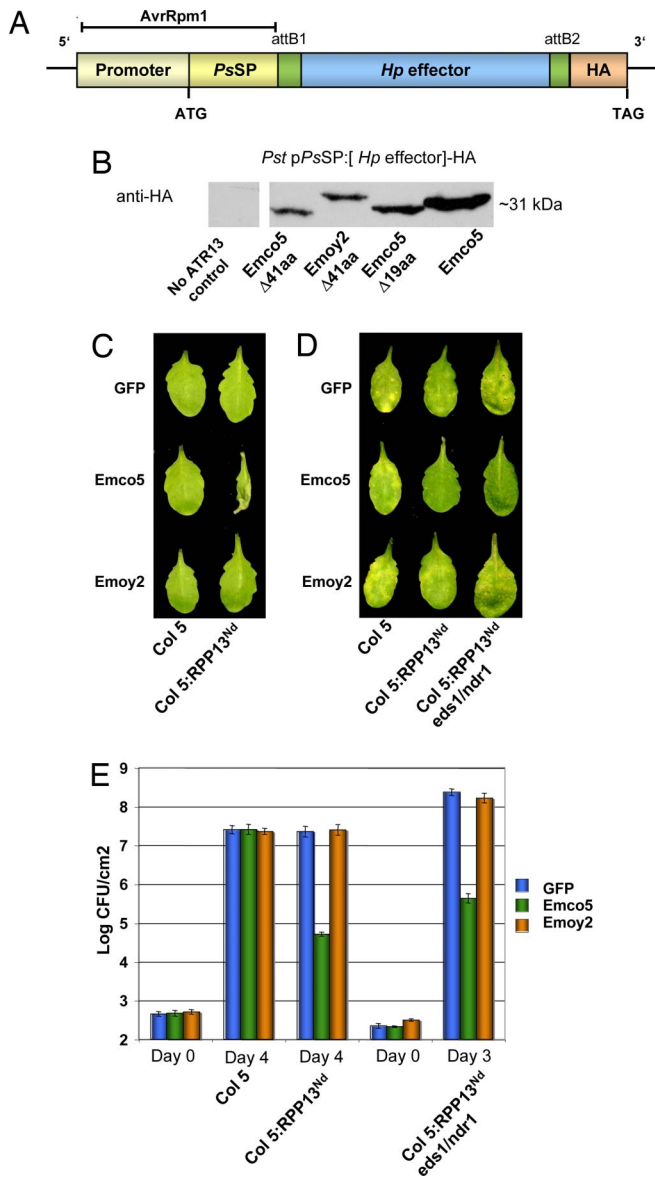 A
AvrRpm1
5‘
attB1
attB2
3‘
Promoter
PsSP
Hp effector
HA
ATG
TAG
B
Pst pPsSP:[ Hp effector]-HA
anti-HA
~31 kDa
No ATR13
control
Emco5
Δ41aa
Emoy2
Δ41aa
Emco5
Δ19aa
Emco5
C
GFP
Emco5
Emoy2
Col 5
Col 5:RPP13Nd
D
GFP
Emco5
Emoy2
Col 5
Col 5:RPP13Nd
Col 5:RPP13Nd
eds1/ndr1
E
Log CFU/cm2
9
8
7
6
5
4
3
2
GFP
Emco5
Emoy2
Day 0
Day 4
Day 4
Day 0
Day 3
Col 5
Col 5:RPP13Nd
Col 5:RPP13Nd
eds1/ndr1